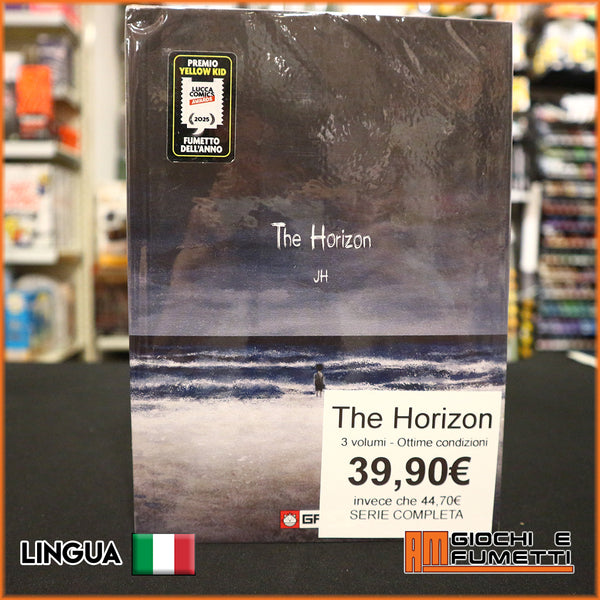 PREMIO
YELLOW KID
LUCCA
COMICS
AWARDS
2025
FUMETTO
DELL'ANNO
The Horizon
JH
The Horizon
3 volumi - Ottime condizioni
39,90€
invece che 44,70€
SERIE COMPLETA
LINGUA
AM GIOCHI E
FUMETTI